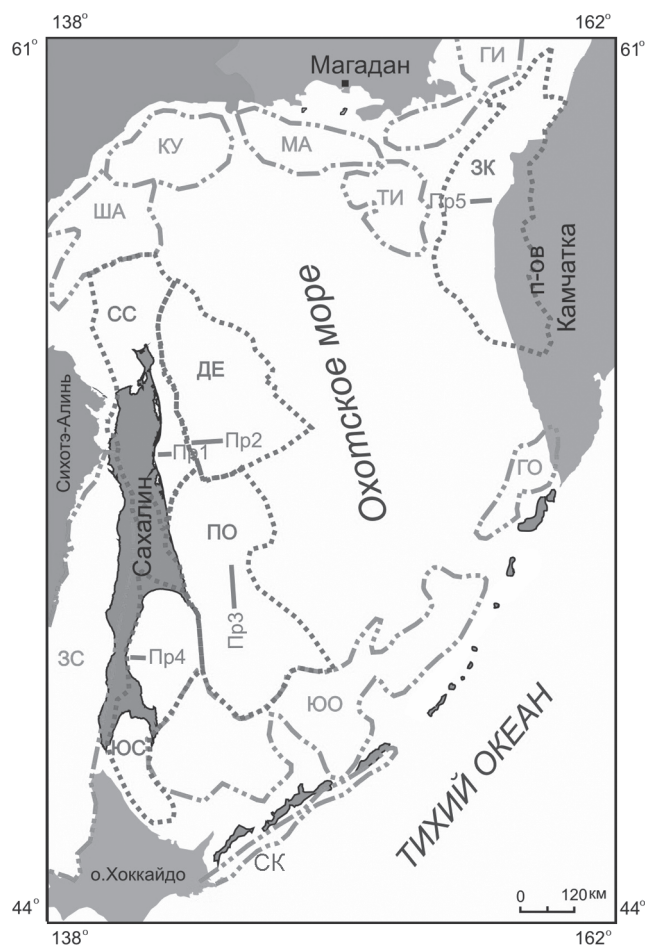 138°
162°
61°
61°
Магадан
ГИ
КУ
МА
ЗК
ТИ
Пр5
ША
п-ов
Камчатка
СС
Охотское море
ДЕ
Сихотэ-Алинь
Пр1
Пр2
ГО
Сахалин
ПО
Пр3
ЗС
Пр4
ЮО
ЮС
ТИХИЙ ОКЕАН
СК
о.Хоккайдо
0 120 км
44°
44°
138°
162°